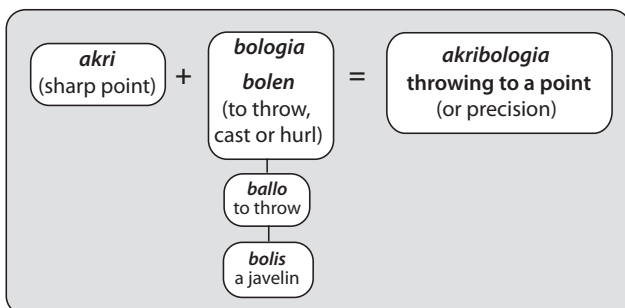 akri
(sharp point)
+
bologia
bolen
(to throw,
cast or hurl)
=
akribologia
throwing to a point
(or precision)
ballo
to throw
bolis
a javelin